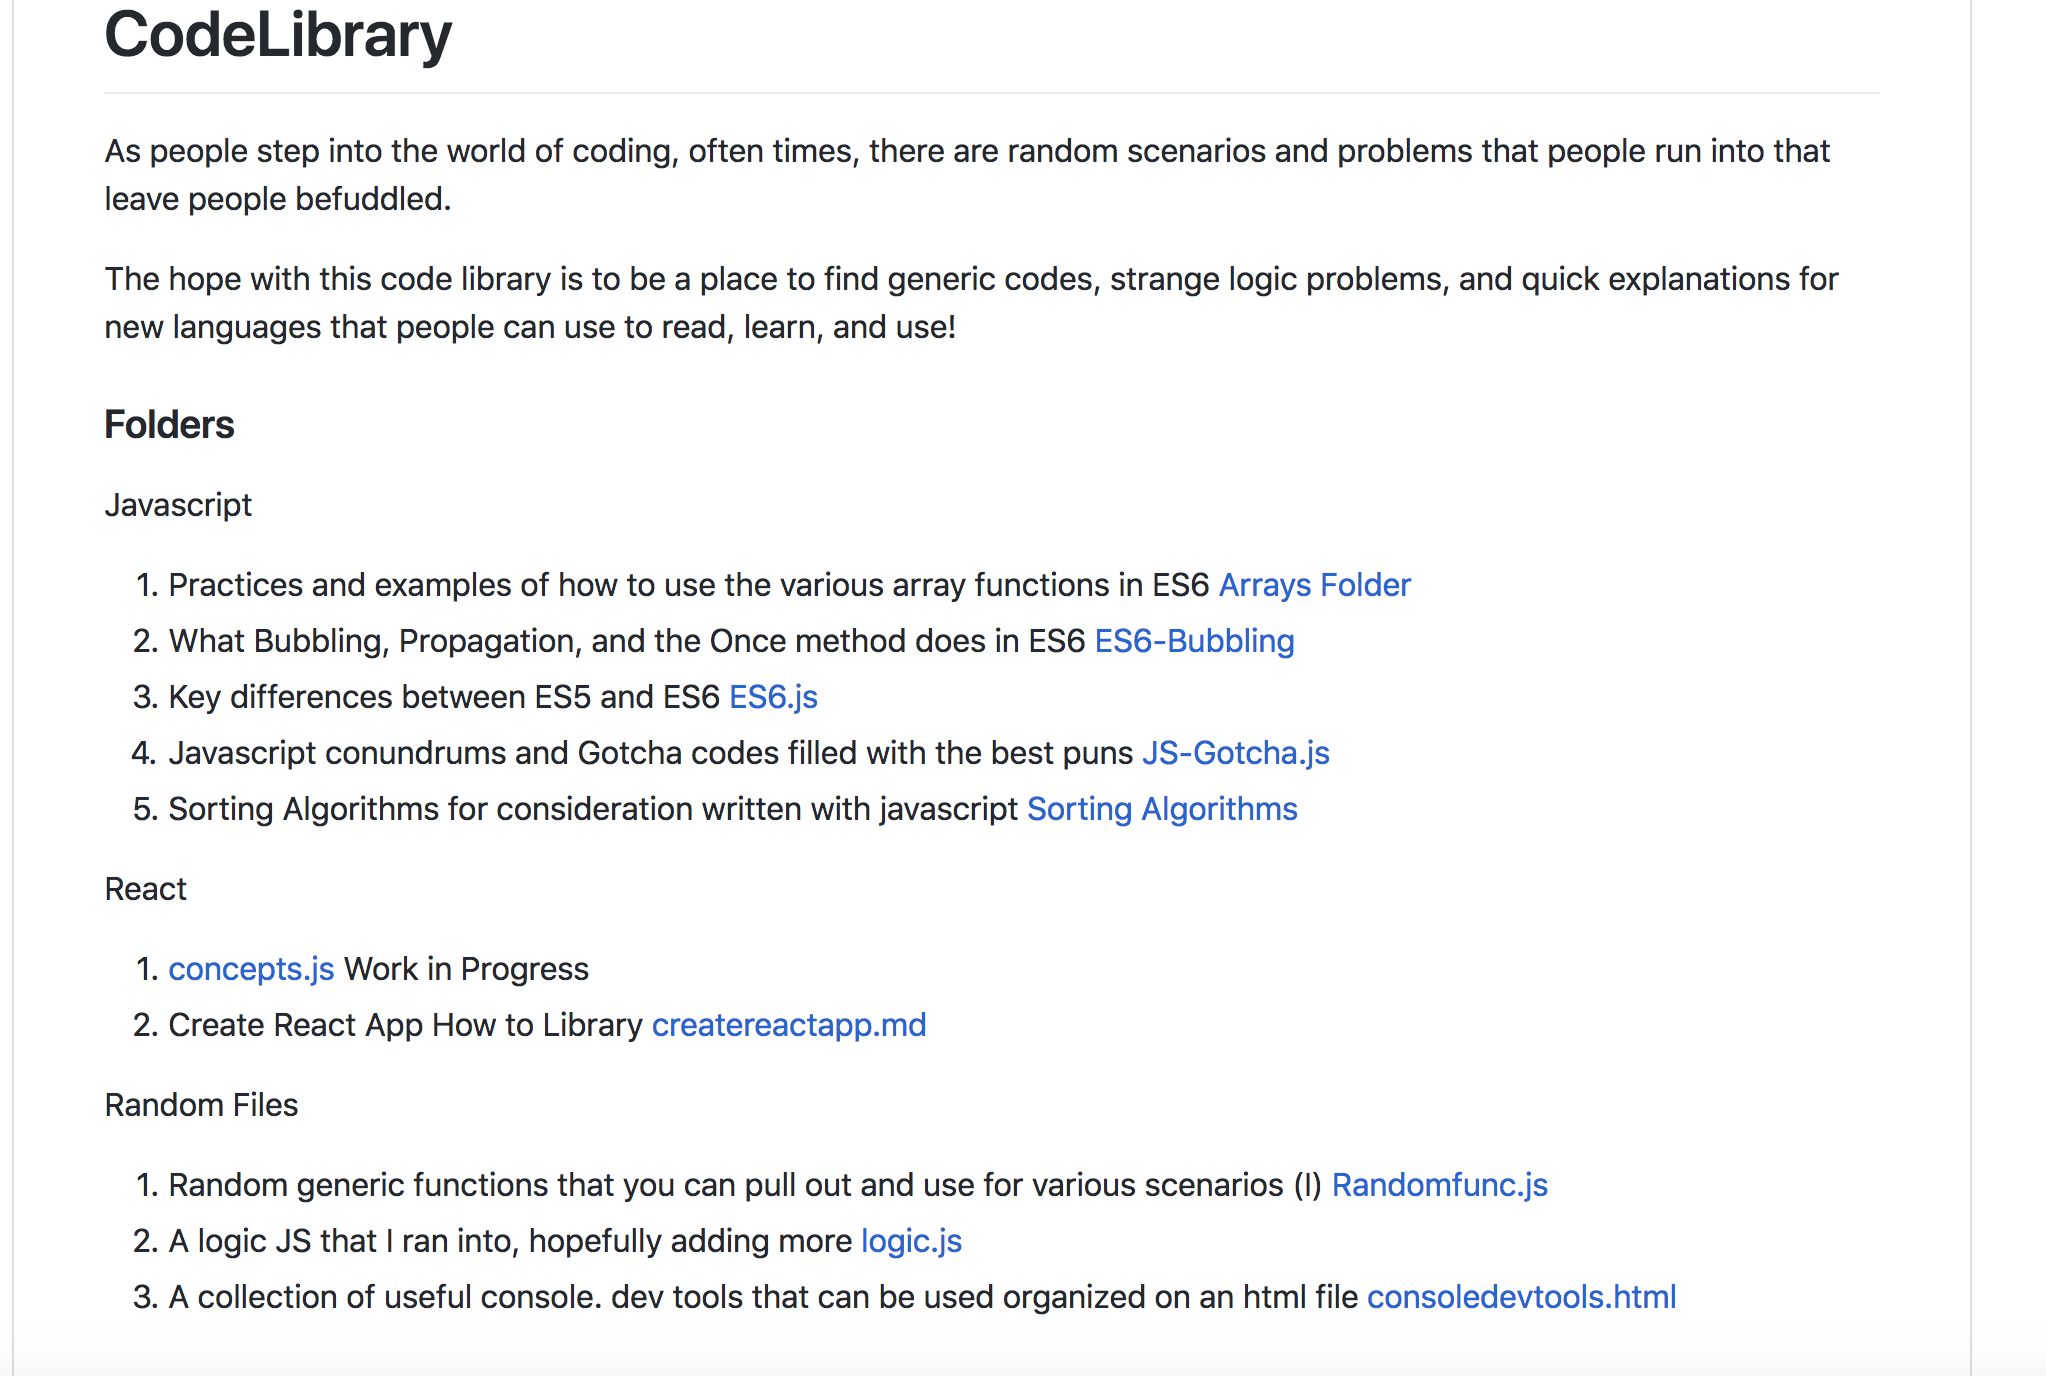 CodeLibrary
As people step into the world of coding, often times, there are random scenarios and problems that people run into that
leave people befuddled.
The hope with this code library is to be a place to find generic codes, strange logic problems, and quick explanations for
new languages that people can use to read, learn, and use!
Folders
Javascript
1. Practices and examples of how to use the various array functions in ES6 Arrays Folder
2. What Bubbling, Propagation, and the Once method does in ES6 ES6-Bubbling
3. Key differences between ES5 and ES6 ES6.js
4. Javascript conundrums and Gotcha codes filled with the best puns JS-Gotcha.js
5. Sorting Algorithms for consideration written with javascript Sorting Algorithms
React
1. concepts.js Work in Progress
2. Create React App How to Library createreactapp.md
Random Files
1. Random generic functions that you can pull out and use for various scenarios (I) Randomfunc.js
2. A logic JS that I ran into, hopefully adding more logic.js
3. A collection of useful console. dev tools that can be used organized on an html file consoledevtools.html